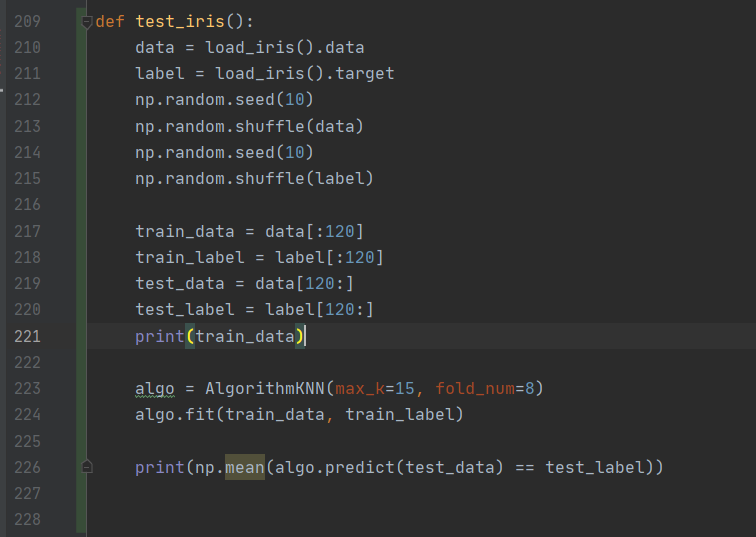 209 def test_iris():
210     data = load_iris().data
211     label = load_iris().target
212     np.random.seed(10)
213     np.random.shuffle(data)
214     np.random.seed(10)
215     np.random.shuffle(label)
216
217     train_data = data[:120]
218     train_label = label[:120]
219     test_data = data[120:]
220     test_label = label[120:]
221     print(train_data)
222
223     algo = AlgorithmKNN(max_k=15, fold_num=8)
224     algo.fit(train_data, train_label)
225
226     print(np.mean(algo.predict(test_data) == test_label))
227
228